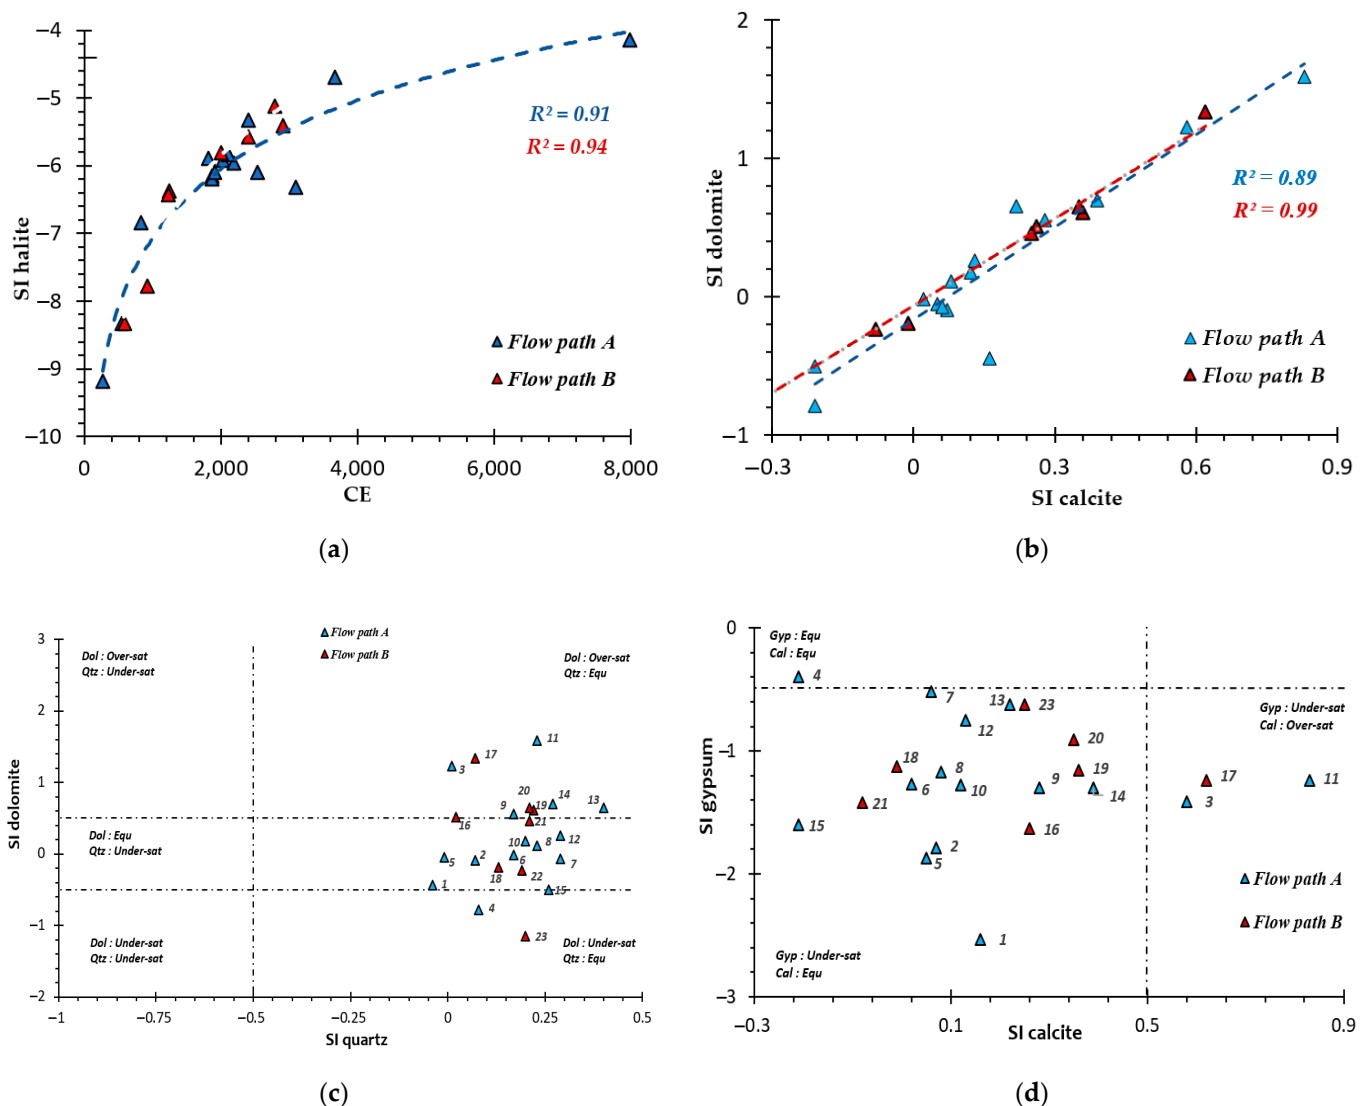 −4
−5
−6
−7
−8
−9
−10
SI halite
R² = 0.91
R² = 0.94
Flow path A
Flow path B
0 2,000 4,000 6,000 8,000
CE
(a)
2
1
0
−1
SI dolomite
R² = 0.89
R² = 0.99
Flow path A
Flow path B
−0.3 0 0.3 0.6 0.9
SI calcite
(b)
3
2
1
0
−1
−2
SI dolomite
Flow path A
Flow path B
Dol : Over-sat
Qtz : Under-sat
Dol : Over-sat
Qtz : Equ
11
17
3
20
9
19
14
13
16
21
Dol : Equ
Qtz : Under-sat
5
2
10
8
12
6
7
1
18
22
15
4
23
Dol : Under-sat
Qtz : Under-sat
Dol : Under-sat
Qtz : Equ
−1 −0.75 −0.5 0 0.25 0.5
SI quartz
(c)
0
−1
−2
−3
SI gypsum
Gyp : Equ
Cal : Equ
4
7
13
23
12
20
Gyp : Under-sat
Cal : Over-sat
18
8
6
10
9
19
14
17
11
3
21
15
16
2
5
1
Flow path A
Flow path B
Gyp : Under-sat
Cal : Equ
−0.3 0.1 0.5 0.9
SI calcite
(d)